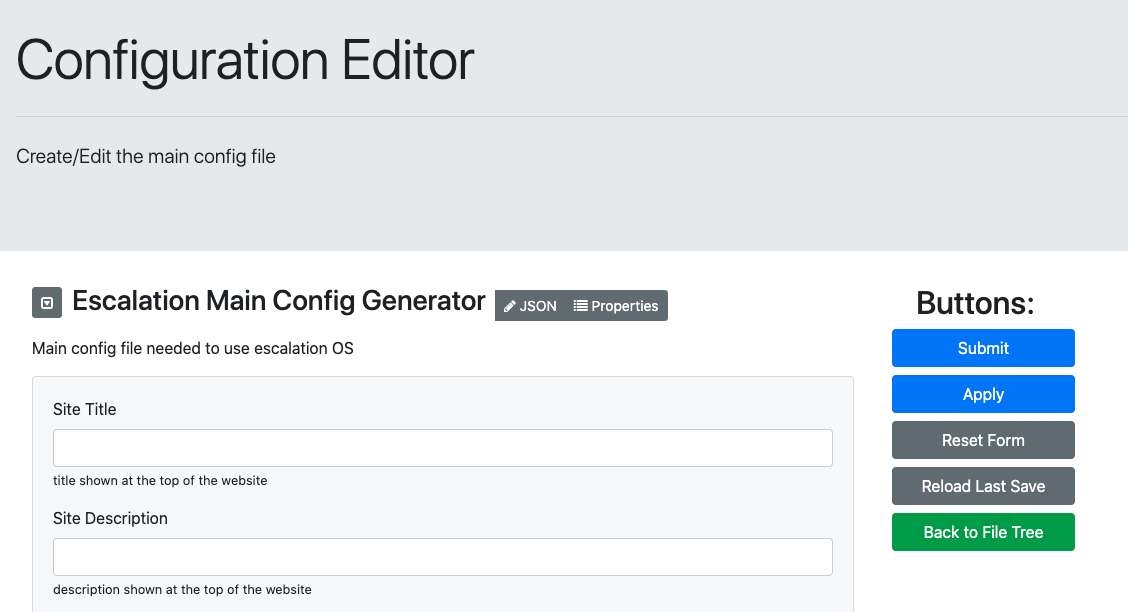 Configuration Editor
Create/Edit the main config file
Escalation Main Config Generator
JSON
Properties
Main config file needed to use escalation OS
Site Title
title shown at the top of the website
Site Description
description shown at the top of the website
Buttons:
Submit
Apply
Reset Form
Reload Last Save
Back to File Tree